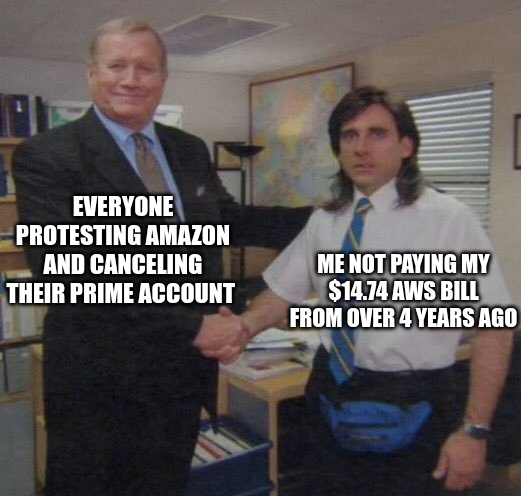 EVERYONE
PROTESTING AMAZON
AND CANCELING
THEIR PRIME ACCOUNT
ME NOT PAYING MY
$14.74 AWS BILL
FROM OVER 4 YEARS AGO